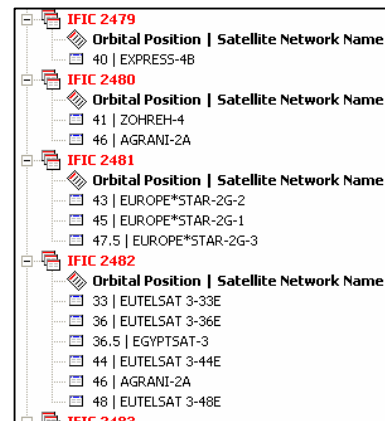 IFIC 2479
Orbital Position | Satellite Network Name
40 | EXPRESS-4B
IFIC 2480
Orbital Position | Satellite Network Name
41 | ZOHREH-4
46 | AGRANI-2A
IFIC 2481
Orbital Position | Satellite Network Name
43 | EUROPE*STAR-2G-2
45 | EUROPE*STAR-2G-1
47.5 | EUROPE*STAR-2G-3
IFIC 2482
Orbital Position | Satellite Network Name
33 | EUTELSAT 3-33E
36 | EUTELSAT 3-36E
36.5 | EGYPTSAT-3
44 | EUTELSAT 3-44E
46 | AGRANI-2A
48 | EUTELSAT 3-48E
IFIC 2483